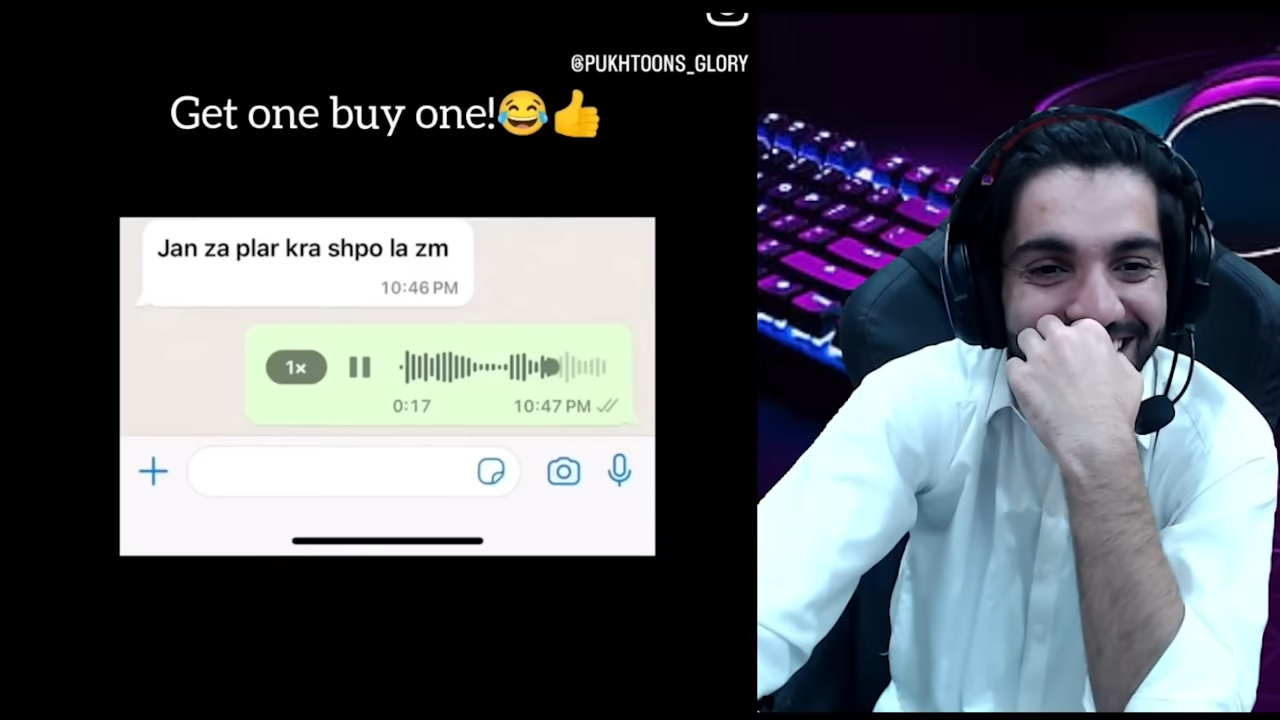 @PUKHTOONS_GLORY
Get one buy one!😂👍
Jan za plar kra shpo la zm
10:46 PM
1×
0:17
10:47 PM